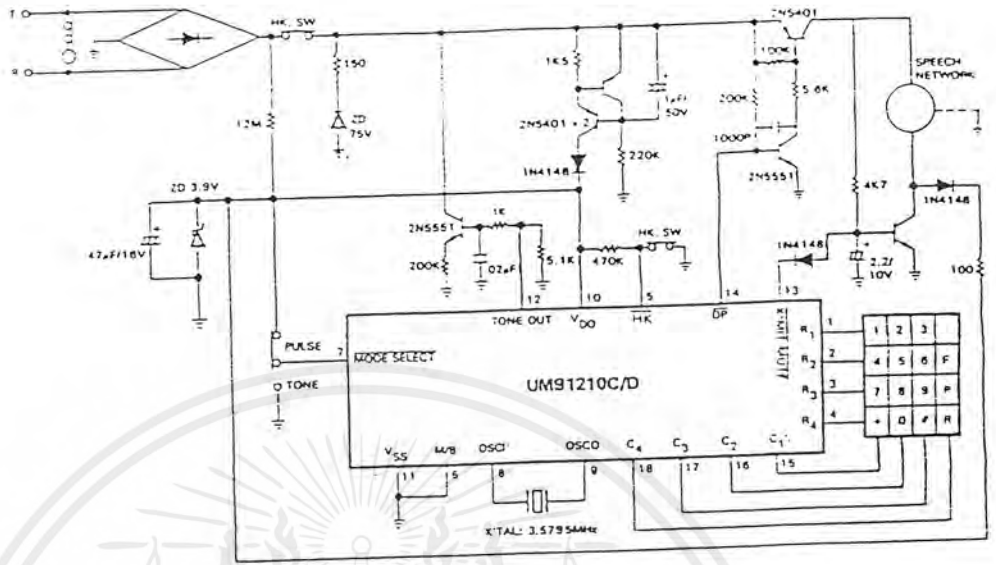 T
HK. SW
2N5401
150
1K5
100K
SPEECH
NETWORK
12M
ZD
75V
1µF/
50V
200K
5.6K
2N5401 × 2
1000P
220K
2N5551
1N4148
4K7
1N4148
ZD 3.9V
47µF/16V
2N5551
1K
200K
.02µF
5.1K
470K
HK. SW
1N4148
2.2/
10V
100
12
10
5
14
13
TONE OUT
VDD
HK
DP
PULSE
TONE
2
MODE SELECT
UM91210C/D
R1
1
R2
2
R3
3
R4
4
1 2 3
4 5 6 F
7 8 9 P
0 # R
VSS
M/B
OSCI
OSCO
C4
C3
C2
C1
11
5
8
9
18
17
16
15
X'TAL: 3.5795MHz